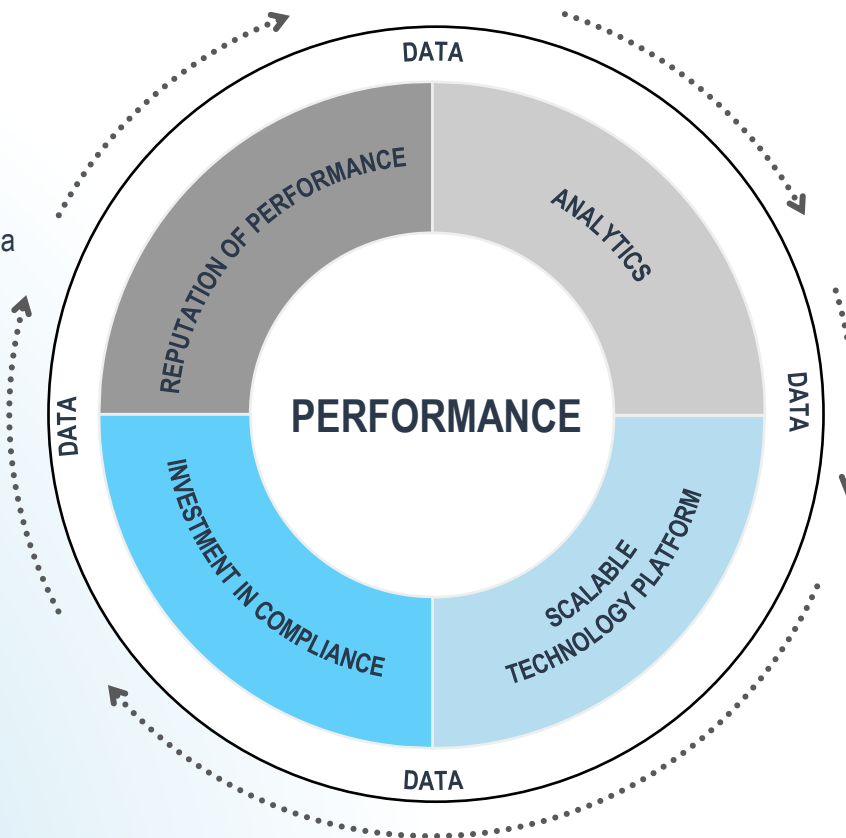 DATA
REPUTATION OF PERFORMANCE
ANALYTICS
a
DATA
PERFORMANCE
DATA
INVESTMENT IN COMPLIANCE
SCALABLE
TECHNOLOGY PLATFORM
DATA